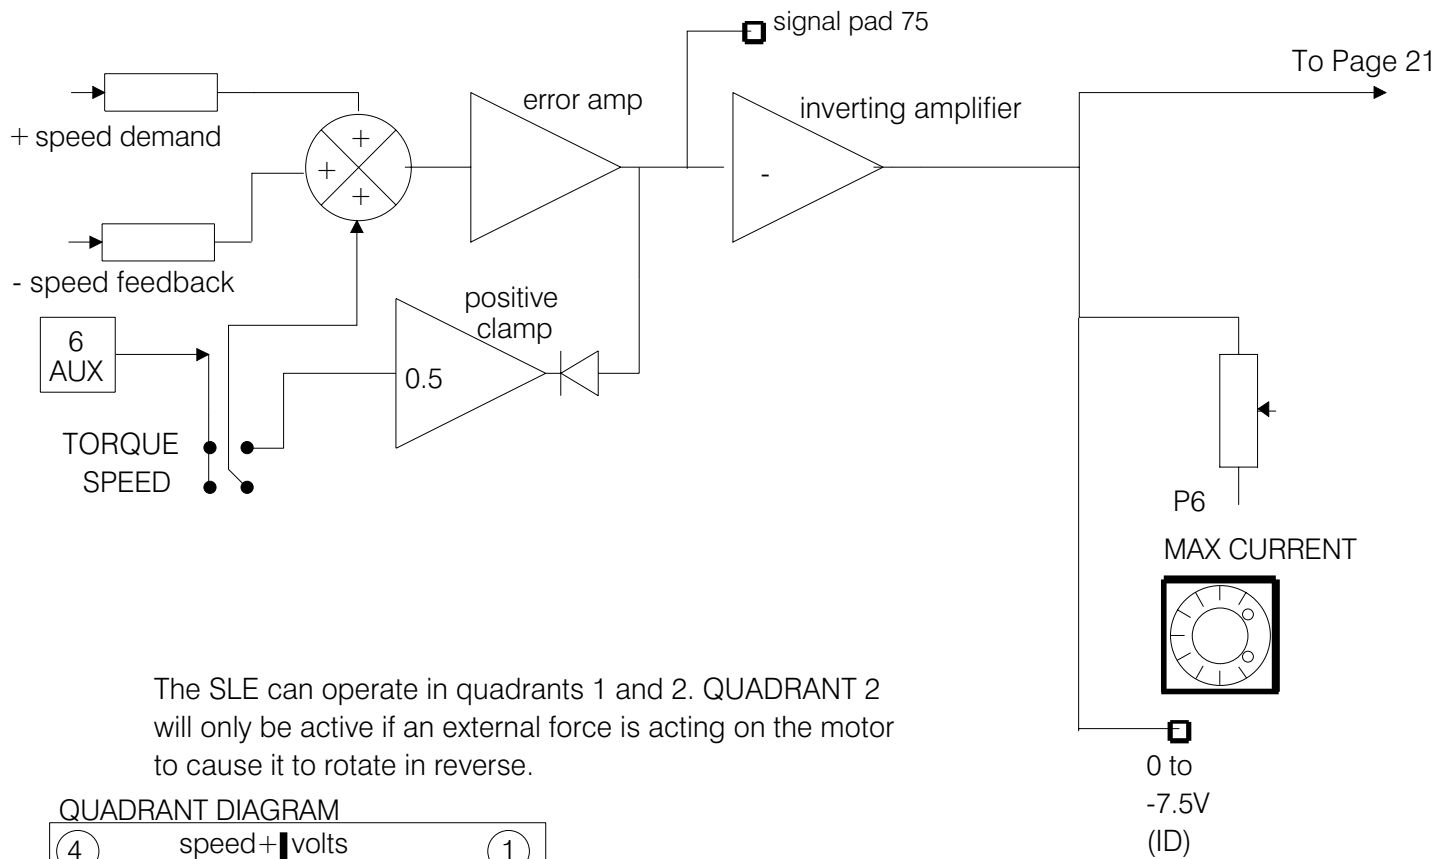 signal pad 75
To Page 21
error amp
inverting amplifier
+ speed demand
+
+
+
-
- speed feedback
positive
clamp
6
AUX
0.5
TORQUE
SPEED
P6
MAX CURRENT
The SLE can operate in quadrants 1 and 2. QUADRANT 2
will only be active if an external force is acting on the motor
to cause it to rotate in reverse.
0 to
-7.5V
(ID)
QUADRANT DIAGRAM
4 speed+ volts 1